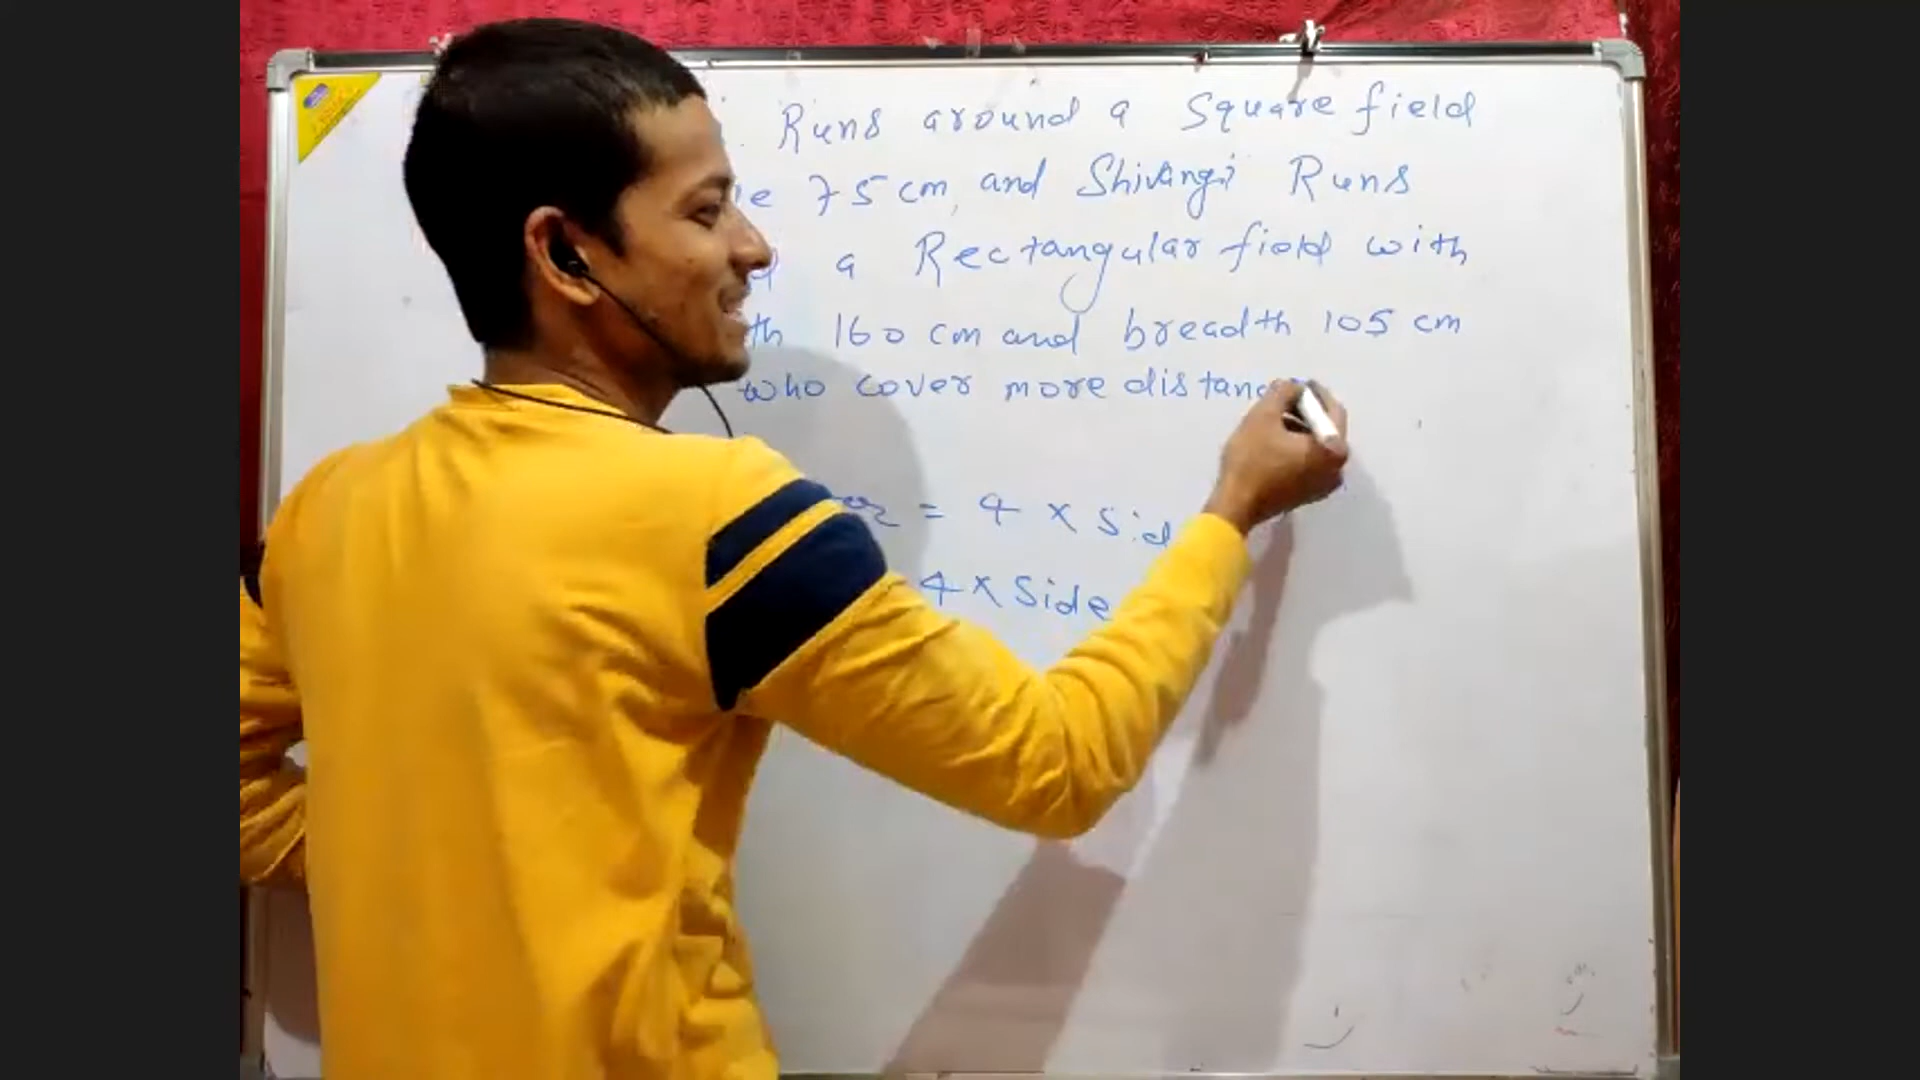 Runs around a Square field
75 cm, and Shivangi Runs
a Rectangular field with
160 cm and breadth 105 cm
who cover more distanc
= 4 × Sid
4 × Side